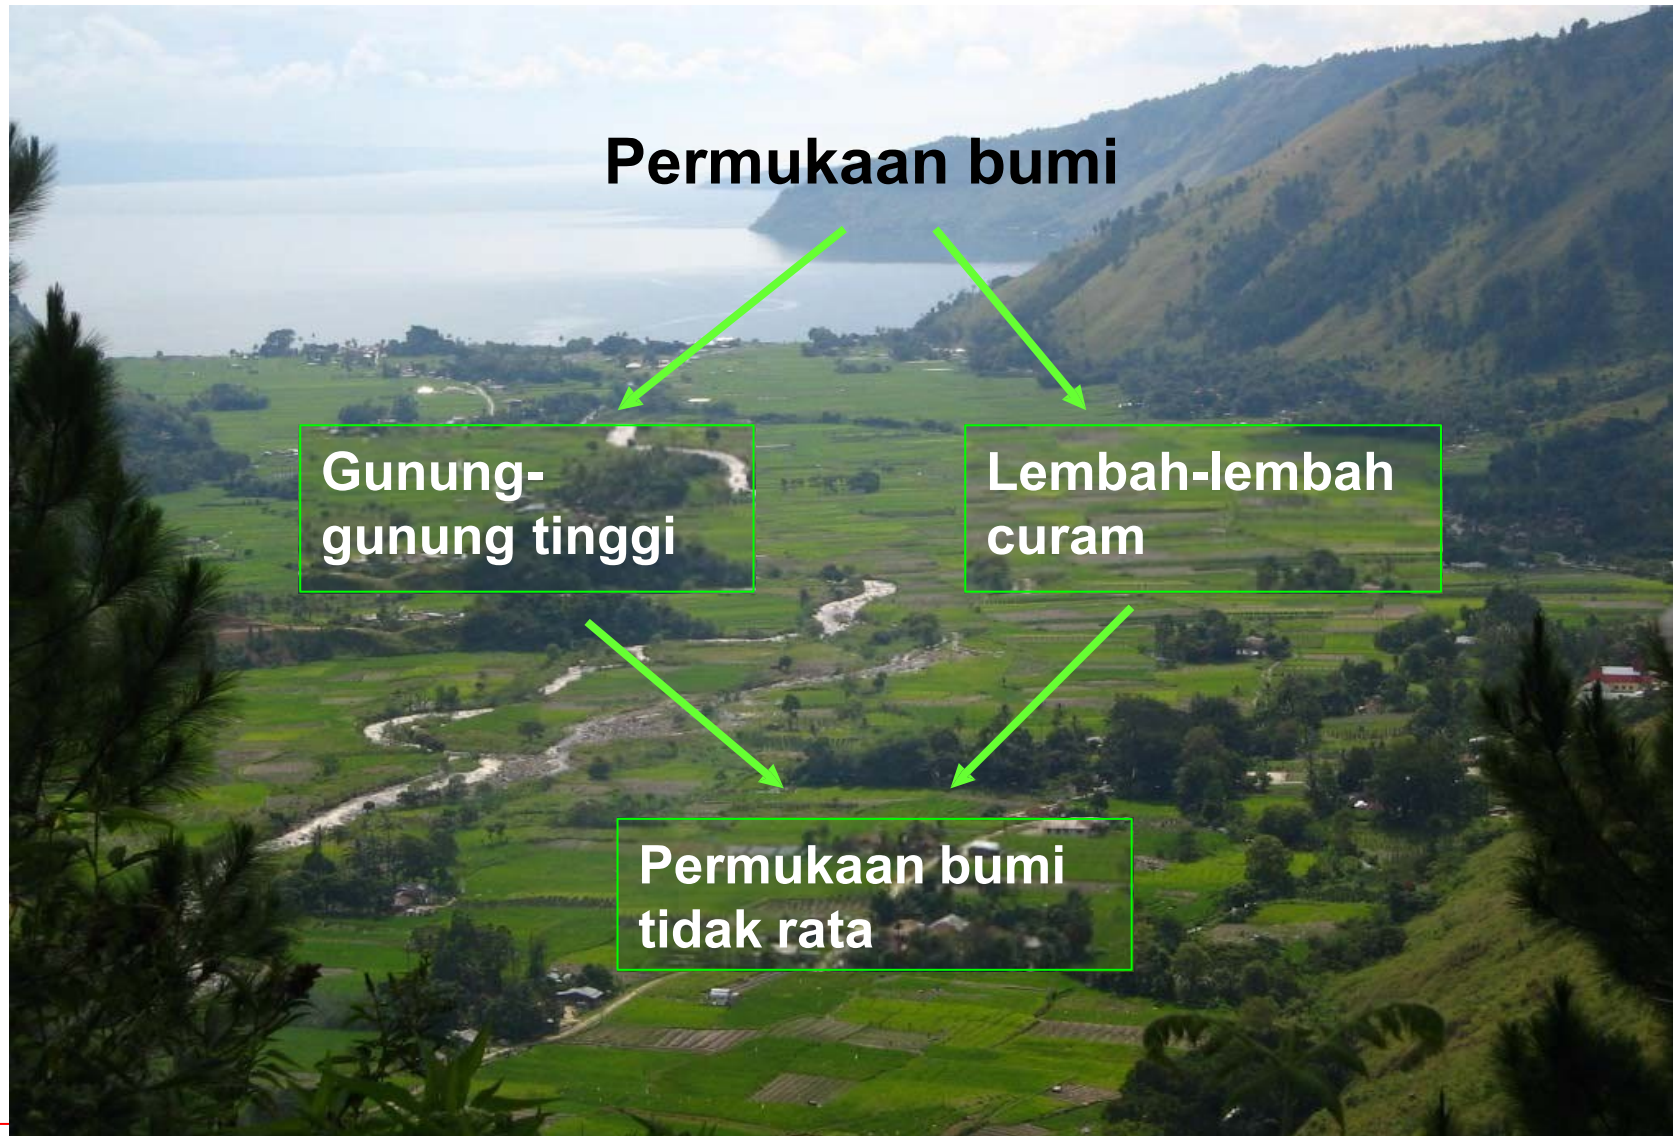 Permukaan bumi
Gunung-
gunung tinggi
Lembah-lembah
curam
Permukaan bumi
tidak rata